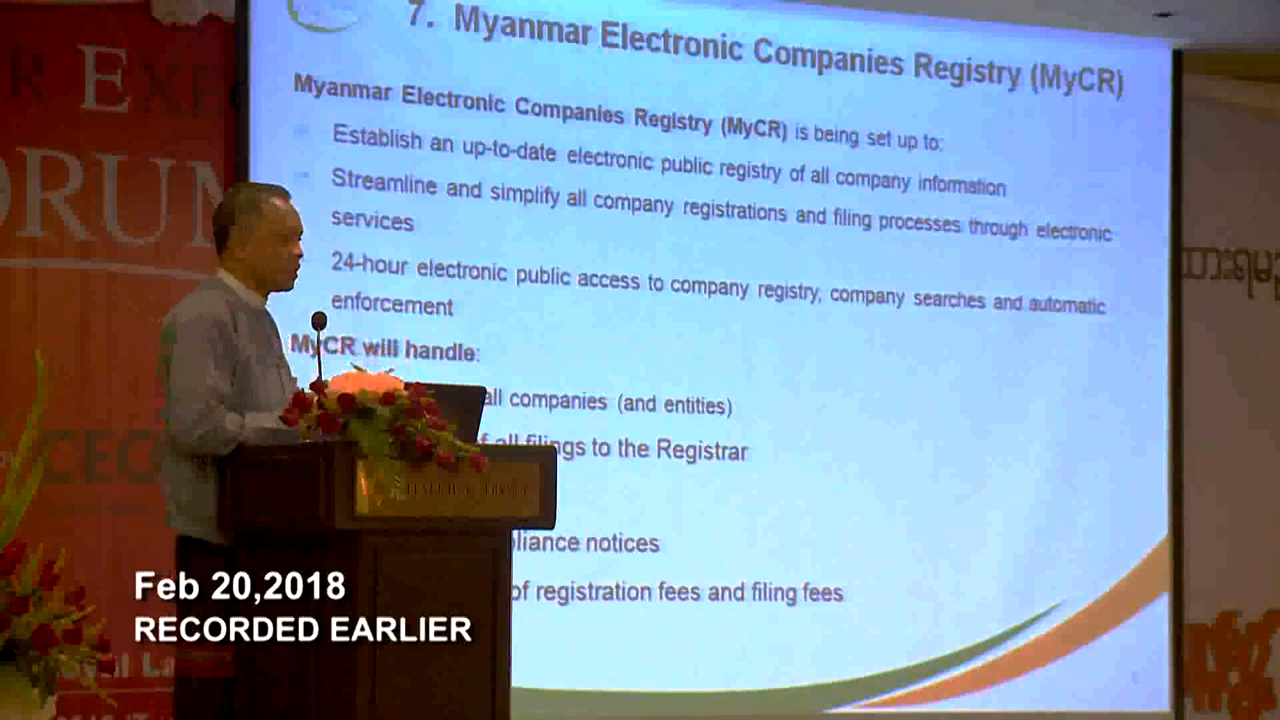 7. Myanmar Electronic Companies Registry (MyCR)
Myanmar Electronic Companies Registry (MyCR) is being set up to:
Establish an up-to-date electronic public registry of all company information
Streamline and simplify all company registrations and filing processes through electronic
services
24-hour electronic public access to company registry, company searches and automatic
enforcement
MyCR will handle:
all companies (and entities)
all filings to the Registrar
notices
of registration fees and filing fees
Feb 20,2018
RECORDED EARLIER